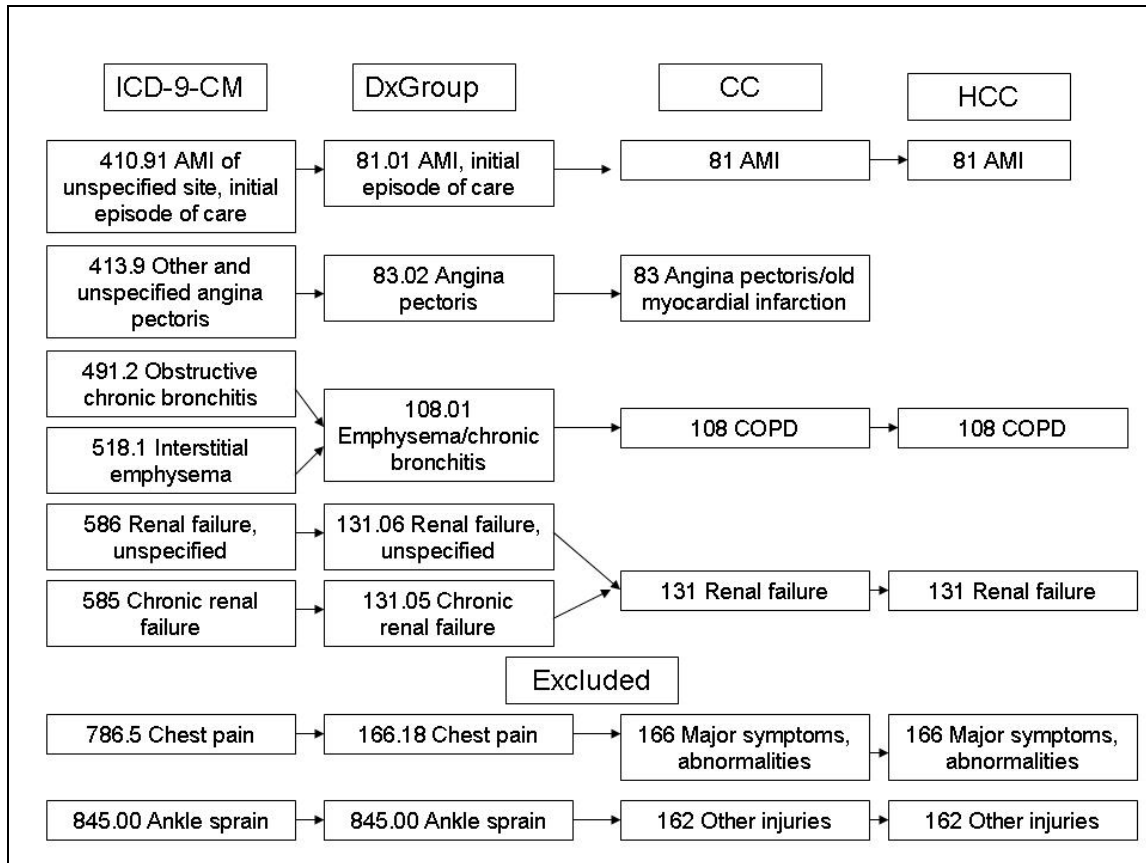 ICD-9-CM
DxGroup
CC
HCC
410.91 AMI of
unspecified site, initial
episode of care
81.01 AMI, initial
episode of care
81 AMI
81 AMI
413.9 Other and
unspecified angina
pectoris
83.02 Angina
pectoris
83 Angina pectoris/old
myocardial infarction
491.2 Obstructive
chronic bronchitis
518.1 Interstitial
emphysema
108.01
Emphysema/chronic
bronchitis
108 COPD
108 COPD
586 Renal failure,
unspecified
131.06 Renal failure,
unspecified
585 Chronic renal
failure
131.05 Chronic
renal failure
131 Renal failure
131 Renal failure
Excluded
786.5 Chest pain
166.18 Chest pain
166 Major symptoms,
abnormalities
166 Major symptoms,
abnormalities
845.00 Ankle sprain
845.00 Ankle sprain
162 Other injuries
162 Other injuries